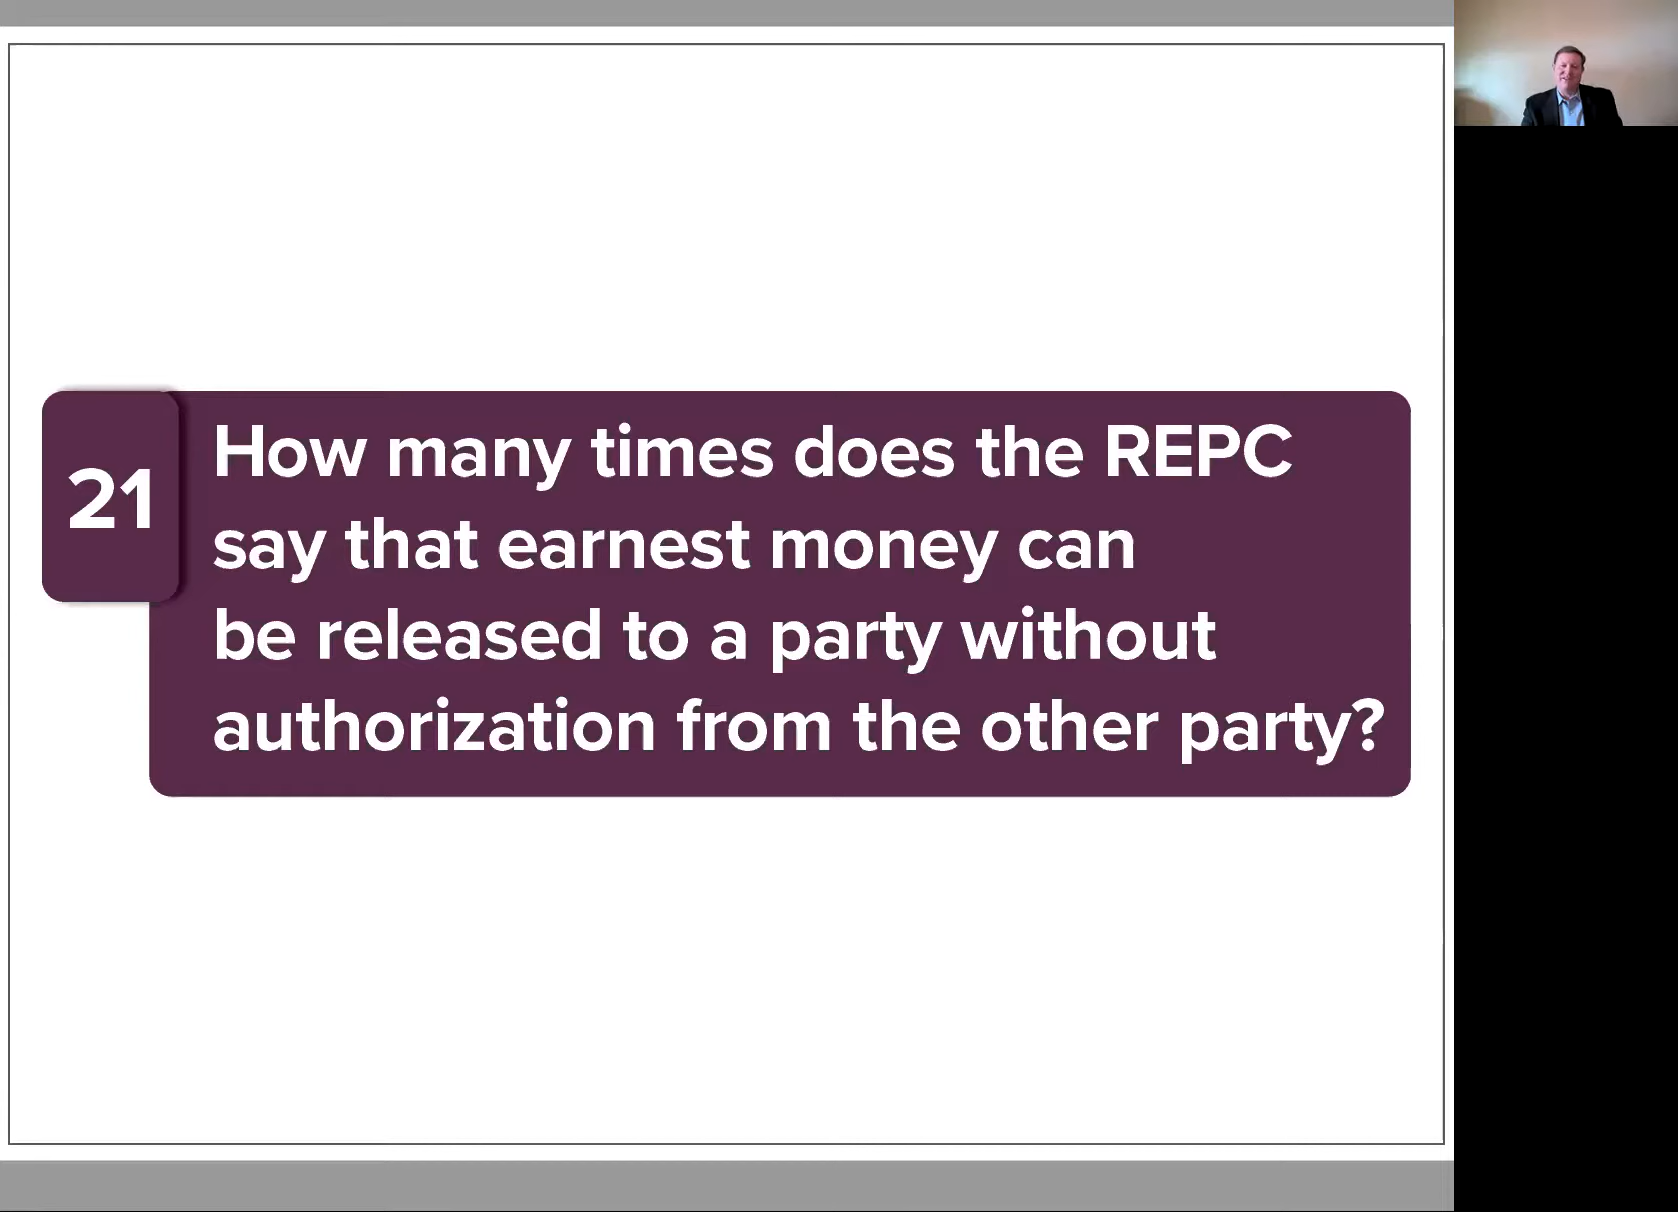 21
How many times does the REPC
say that earnest money can
be released to a party without
authorization from the other party?